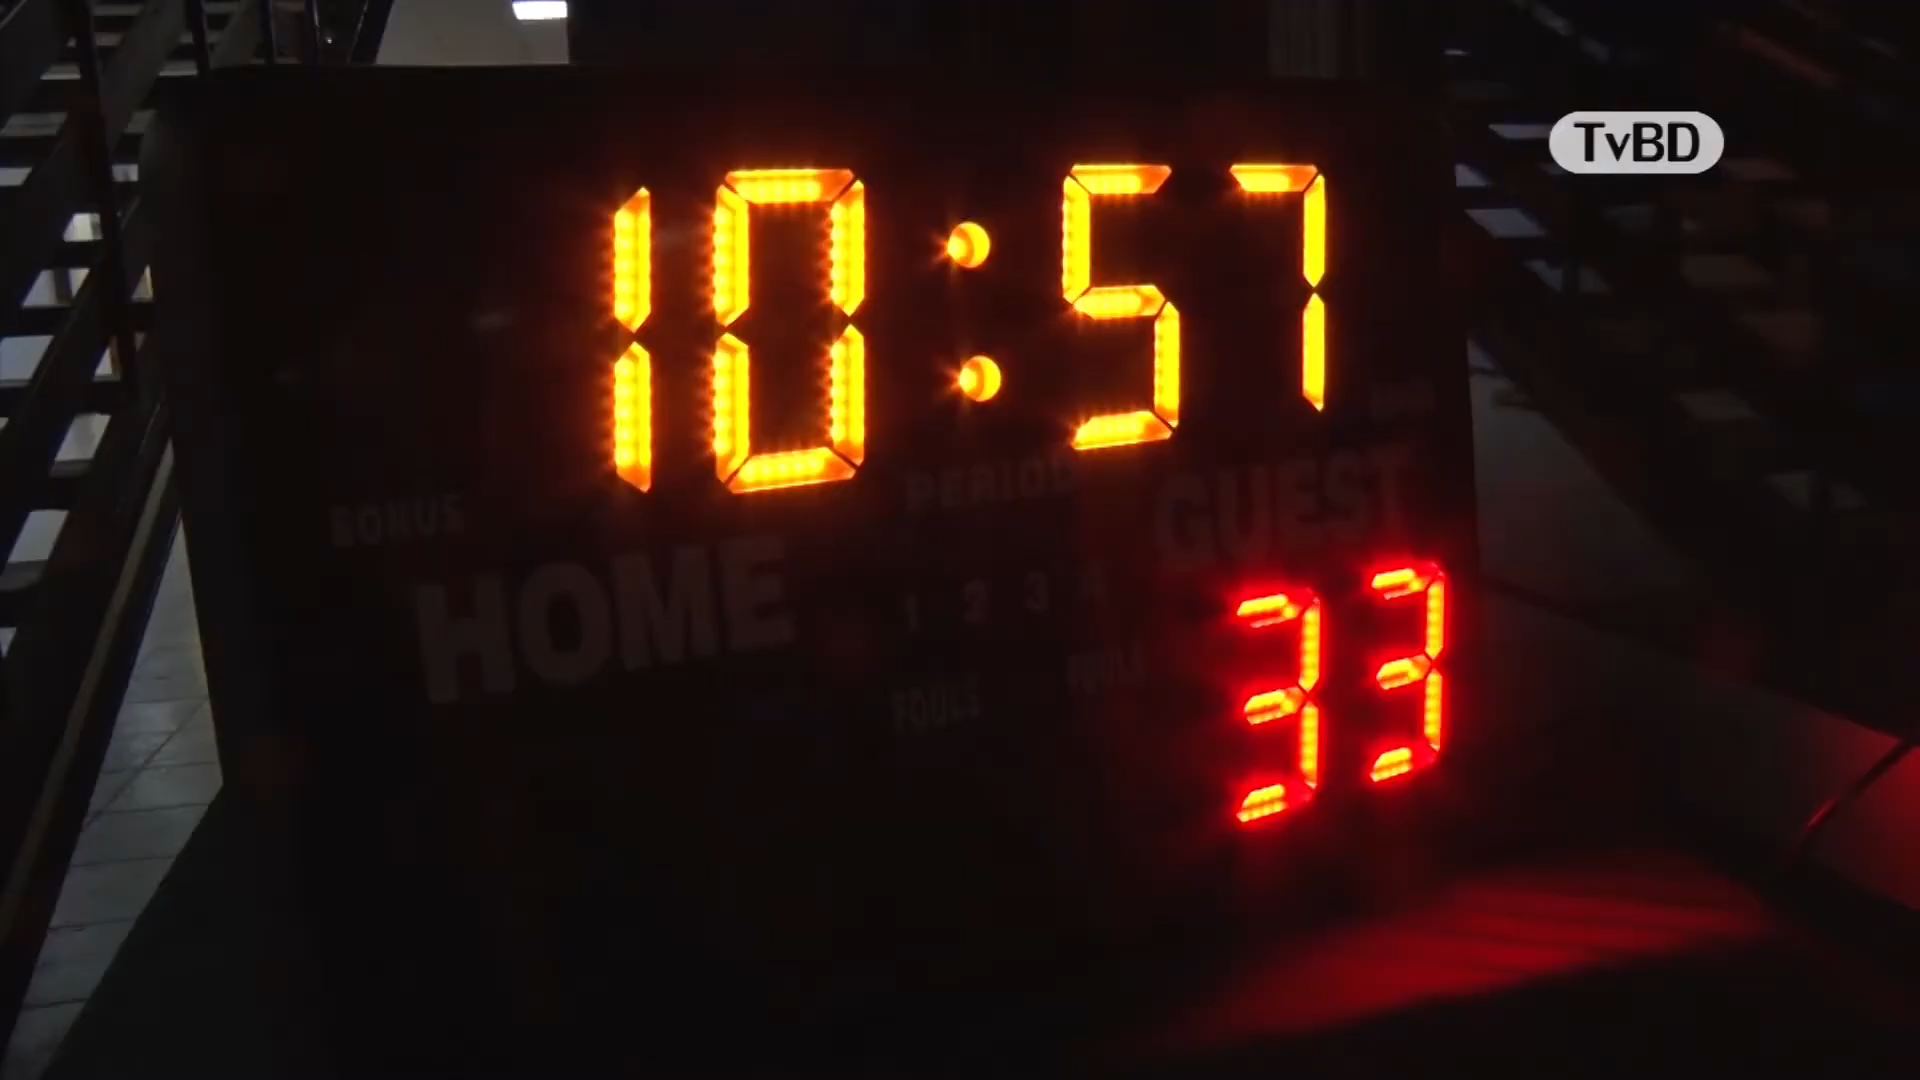 TvBD
10:57
BONUS
PERIOD
HOME
GUEST
1 2 3 4
FOULS
33